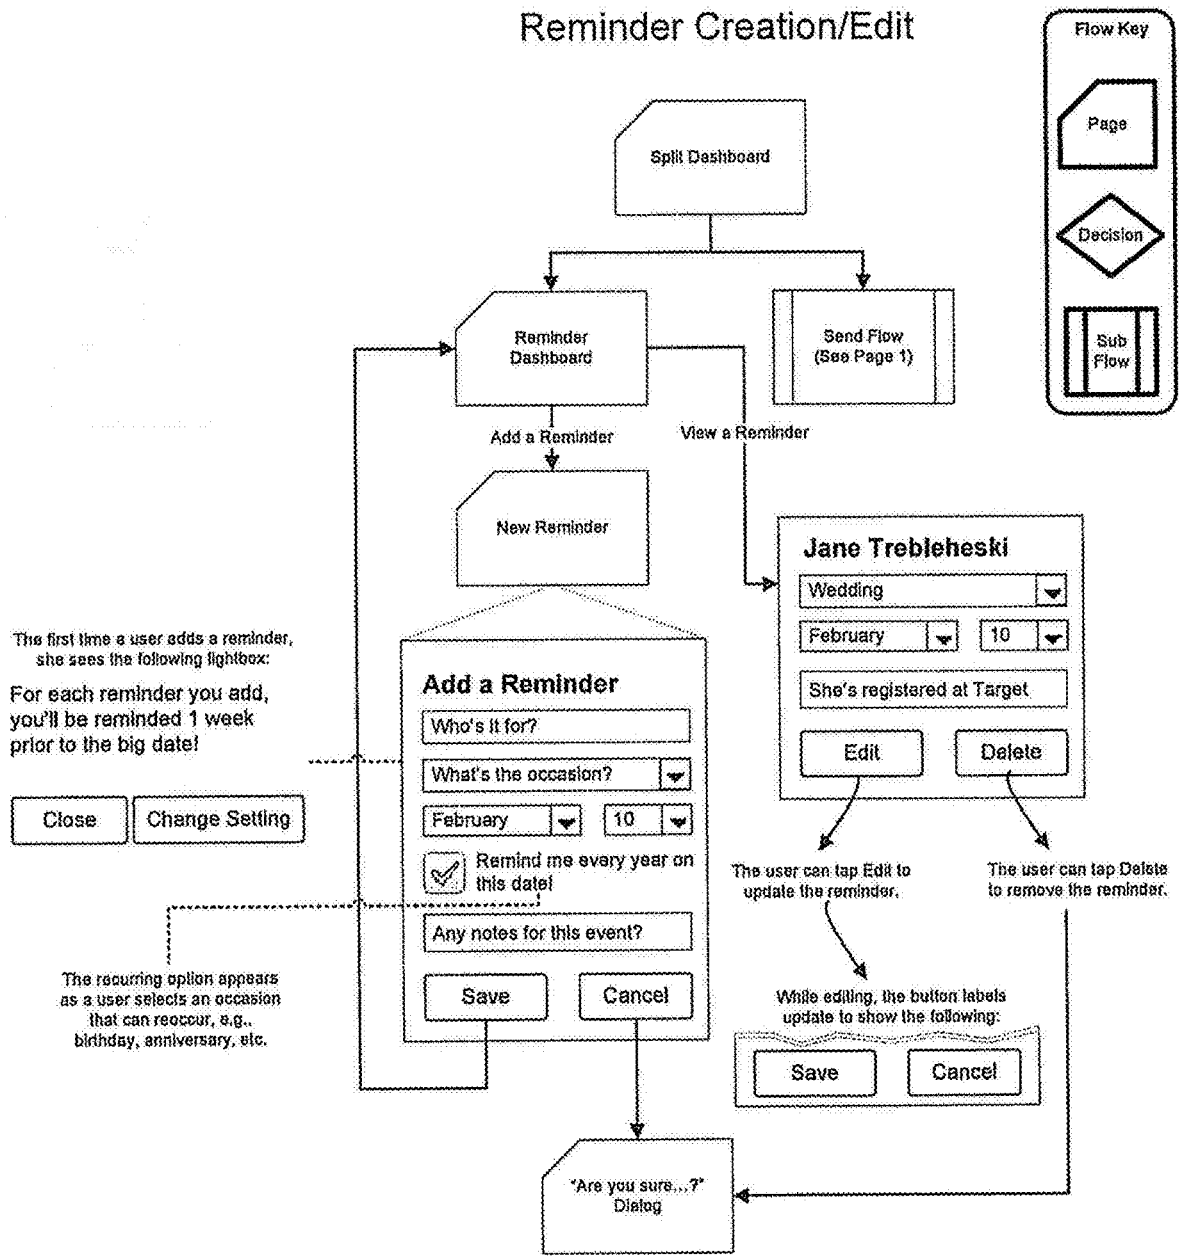 Reminder Creation/Edit
Flow Key
Page
Decision
Sub
Flow
Split Dashboard
Reminder
Dashboard
Send Flow
(See Page 1)
Add a Reminder
View a Reminder
New Reminder
Jane Trebleheski
Wedding
February
10
She's registered at Target
Edit
Delete
The first time a user adds a reminder,
she sees the following lightbox:
For each reminder you add,
you'll be reminded 1 week
prior to the big date!
Close
Change Setting
Add a Reminder
Who's it for?
What's the occasion?
February
10
Remind me every year on
this date!
Any notes for this event?
Save
Cancel
The recurring option appears
as a user selects an occasion
that can reoccur, e.g.,
birthday, anniversary, etc.
The user can tap Edit to
update the reminder.
The user can tap Delete
to remove the reminder.
While editing, the button labels
update to show the following:
Save
Cancel
"Are you sure...?"
Dialog